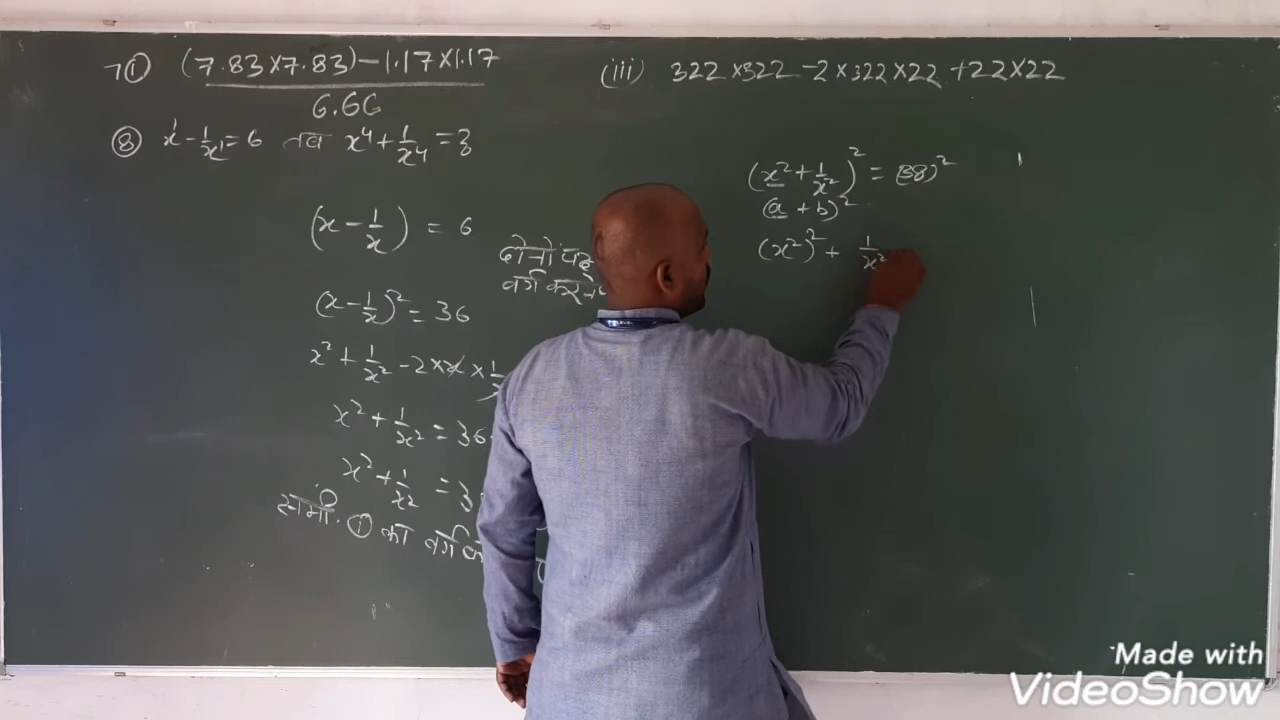 7 ① (7.83×7.83) – 1.17×1.17
6.66
⑧ x - 1/x = 6 तब x⁴ + 1/x⁴ = ?
(x - 1/x) = 6
दोनो पक्ष
वर्ग करने
(x - 1/x)² = 36
x² + 1/x² - 2 × x × 1/
x² + 1/x² = 36
x² + 1/x² = 3
समी. ① का वर्ग
(iii) 322×322 – 2×322×22 + 22×22
(x² + 1/x²)² = (38)²
(a + b)²
(x²)² + 1/x²
Made with
VideoShow